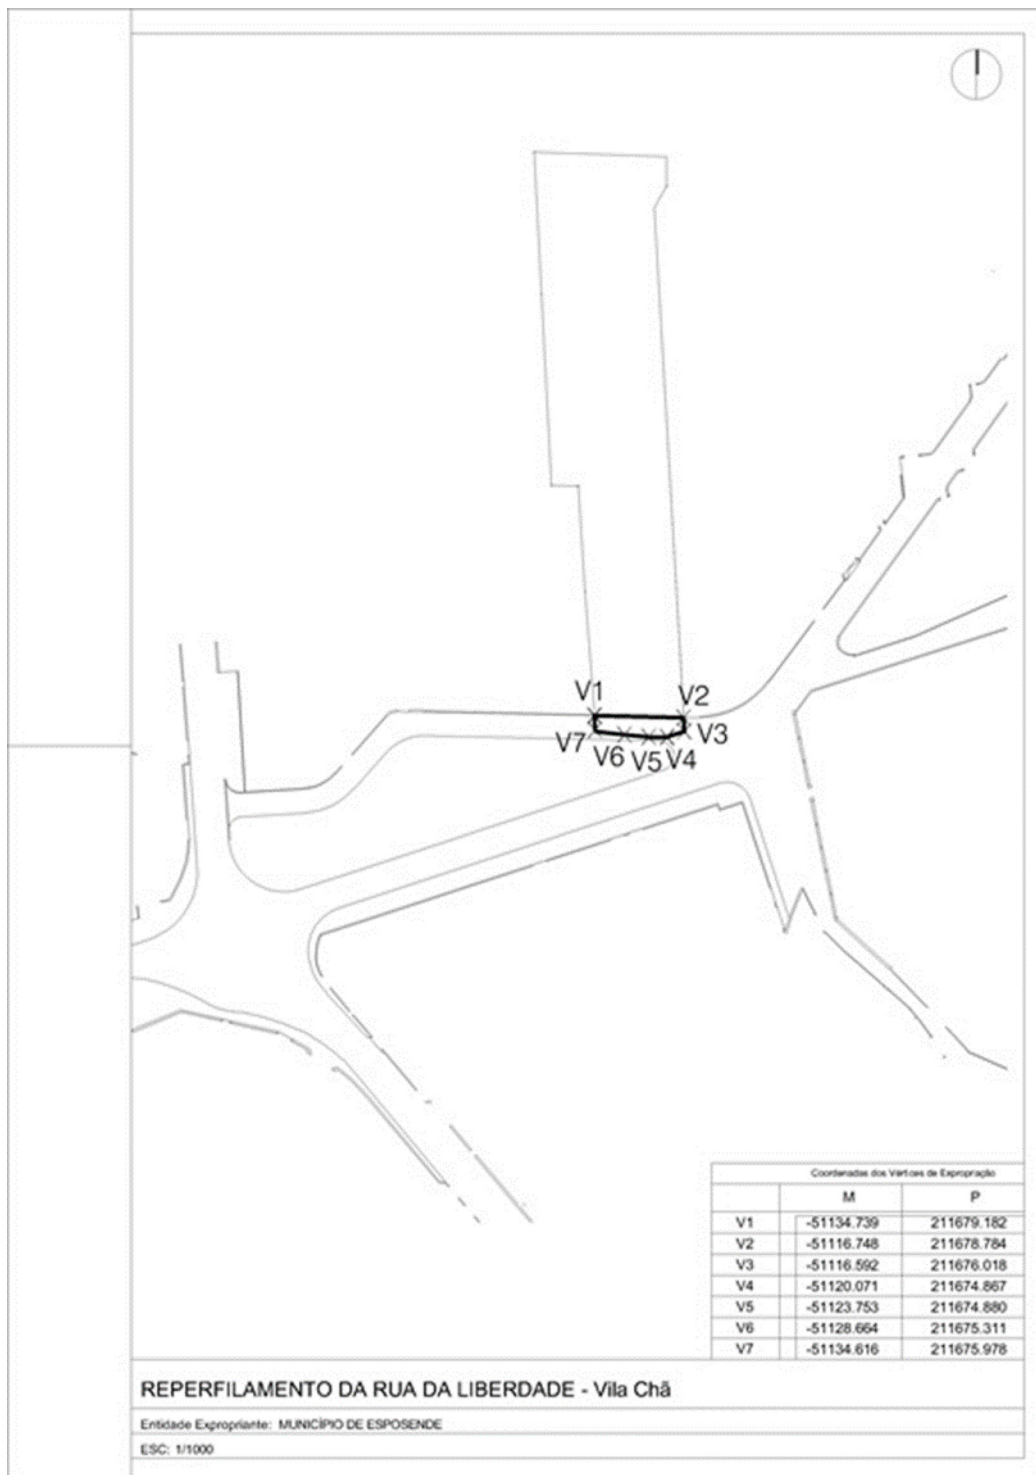 V1
V2
V7
V3
V6
V5
V4
Coordenadas dos Vértices de Expropriação
M P
V1 -51134.739 211679.182
V2 -51116.748 211678.784
V3 -51116.592 211676.018
V4 -51120.071 211674.867
V5 -51123.753 211674.880
V6 -51128.664 211675.311
V7 -51134.616 211675.978
REPERFILAMENTO DA RUA DA LIBERDADE - Vila Chã
Entidade Expropriante: MUNICÍPIO DE ESPOSENDE
ESC: 1/1000